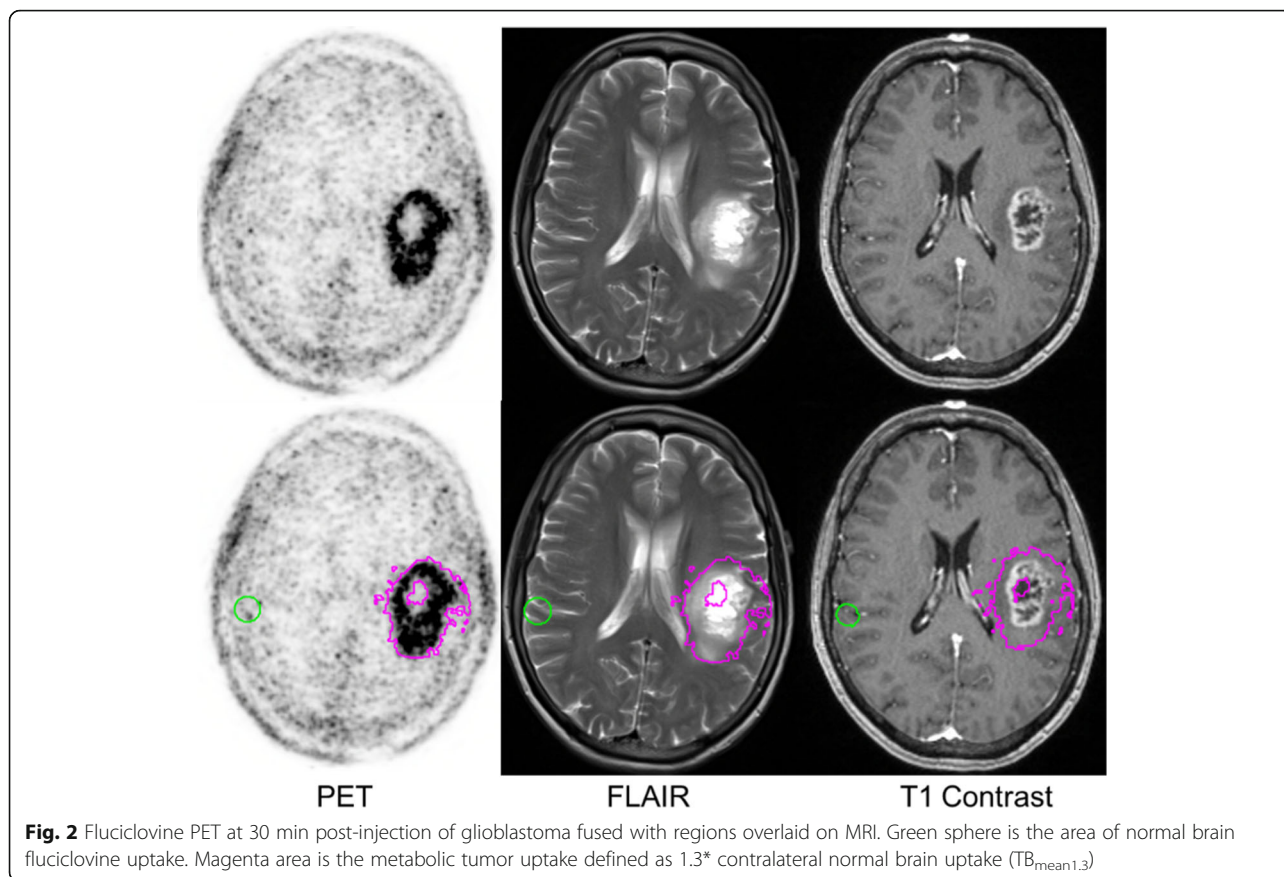 PET
FLAIR
T1 Contrast
Fig. 2 Fluciclovine PET at 30 min post-injection of glioblastoma fused with regions overlaid on MRI. Green sphere is the area of normal brain
fluciclovine uptake. Magenta area is the metabolic tumor uptake defined as 1.3* contralateral normal brain uptake (TBmean1.3)